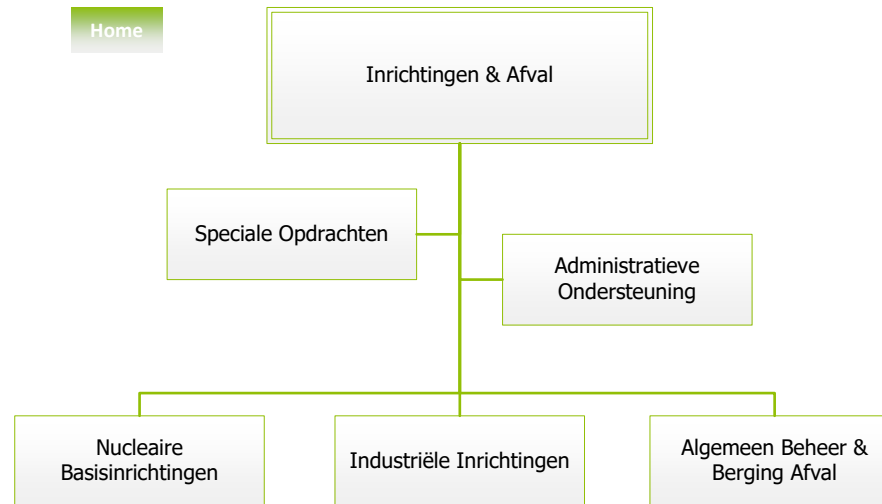 Home
Inrichtingen & Afval
Speciale Opdrachten
Administratieve
Ondersteuning
Nucleaire
Basisinrichtingen
Industriële Inrichtingen
Algemeen Beheer &
Berging Afval